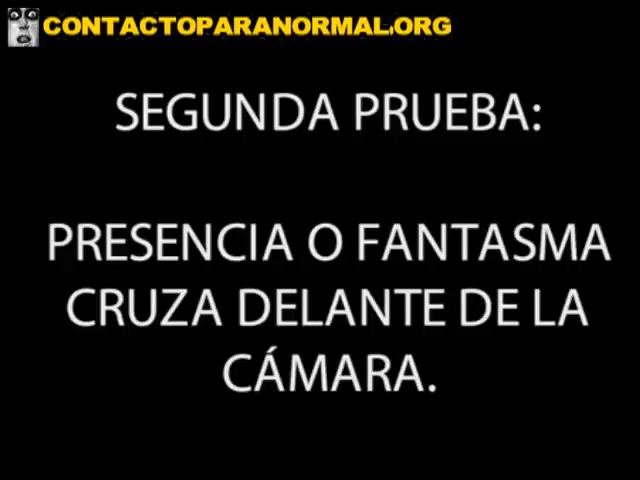 CONTACTOPARANORMAL.ORG
SEGUNDA PRUEBA:
PRESENCIA O FANTASMA
CRUZA DELANTE DE LA
CÁMARA.